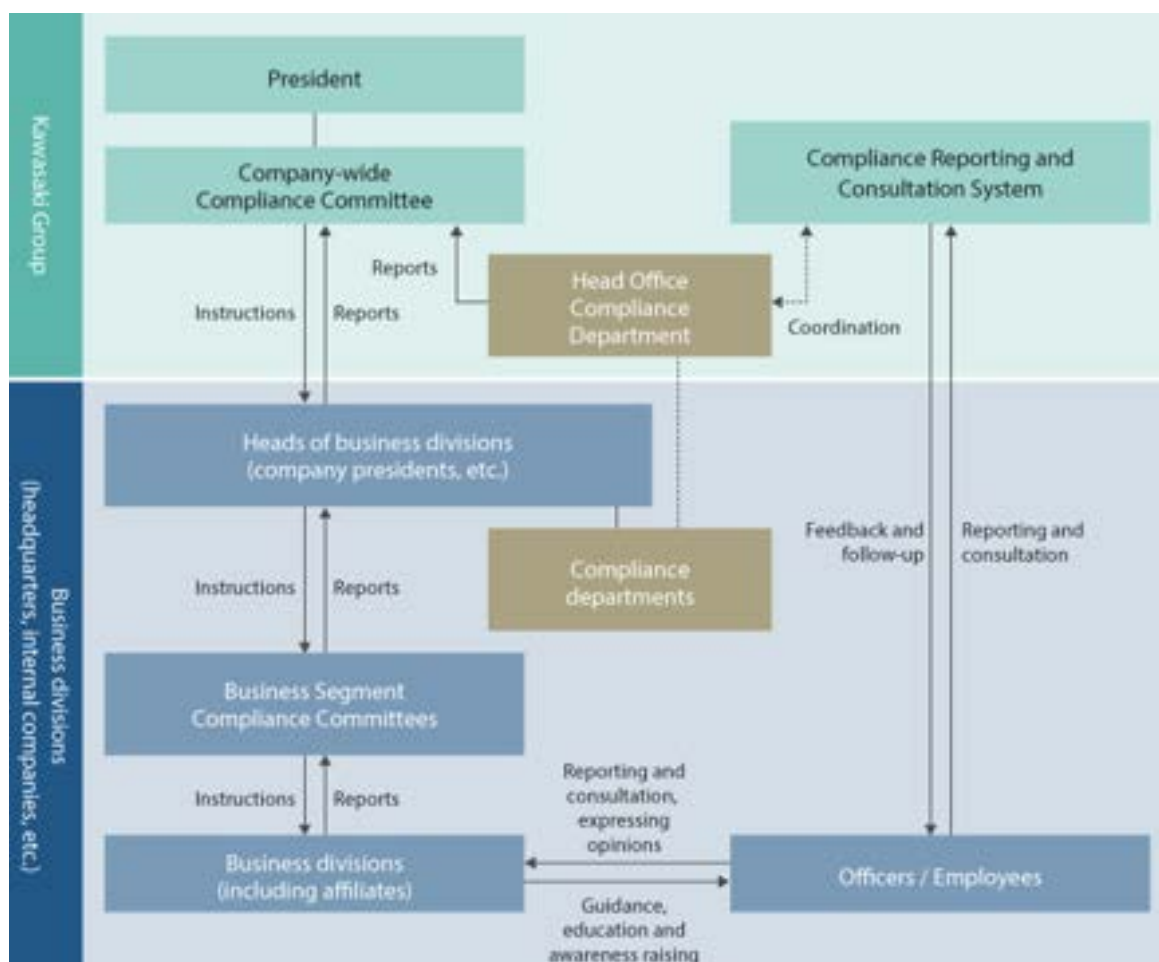 Kawasaki Group
President
Company-wide
Compliance Committee
Compliance Reporting and
Consultation System
Reports
Head Office
Compliance
Department
Instructions
Reports
Coordination
Business divisions
(headquarters, internal companies, etc.)
Heads of business divisions
(company presidents, etc.)
Compliance
departments
Feedback and
follow-up
Reporting and
consultation
Instructions
Reports
Business Segment
Compliance Committees
Instructions
Reports
Reporting and
consultation,
expressing
opinions
Business divisions
(including affiliates)
Officers / Employees
Guidance,
education and
awareness raising